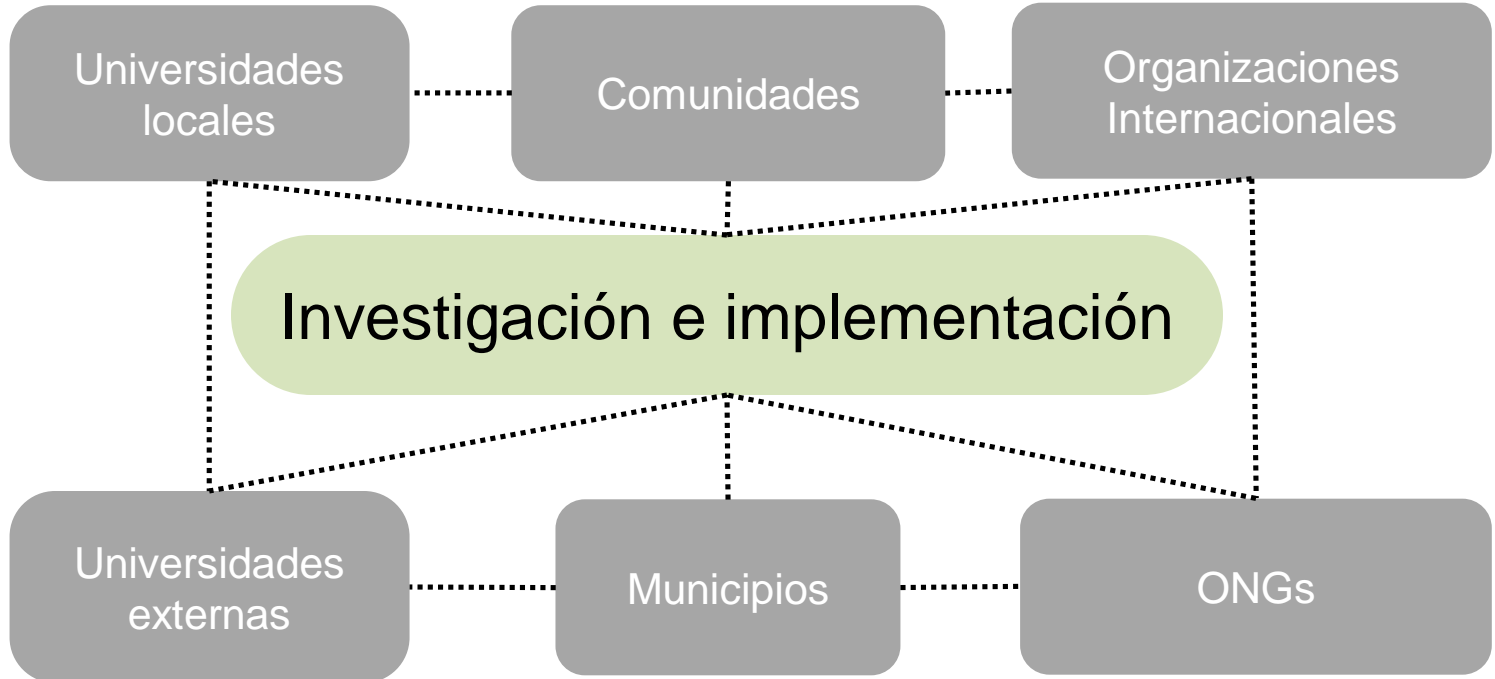 Universidades
locales
Comunidades
Organizaciones
Internacionales
Investigación e implementación
Universidades
externas
Municipios
ONGs